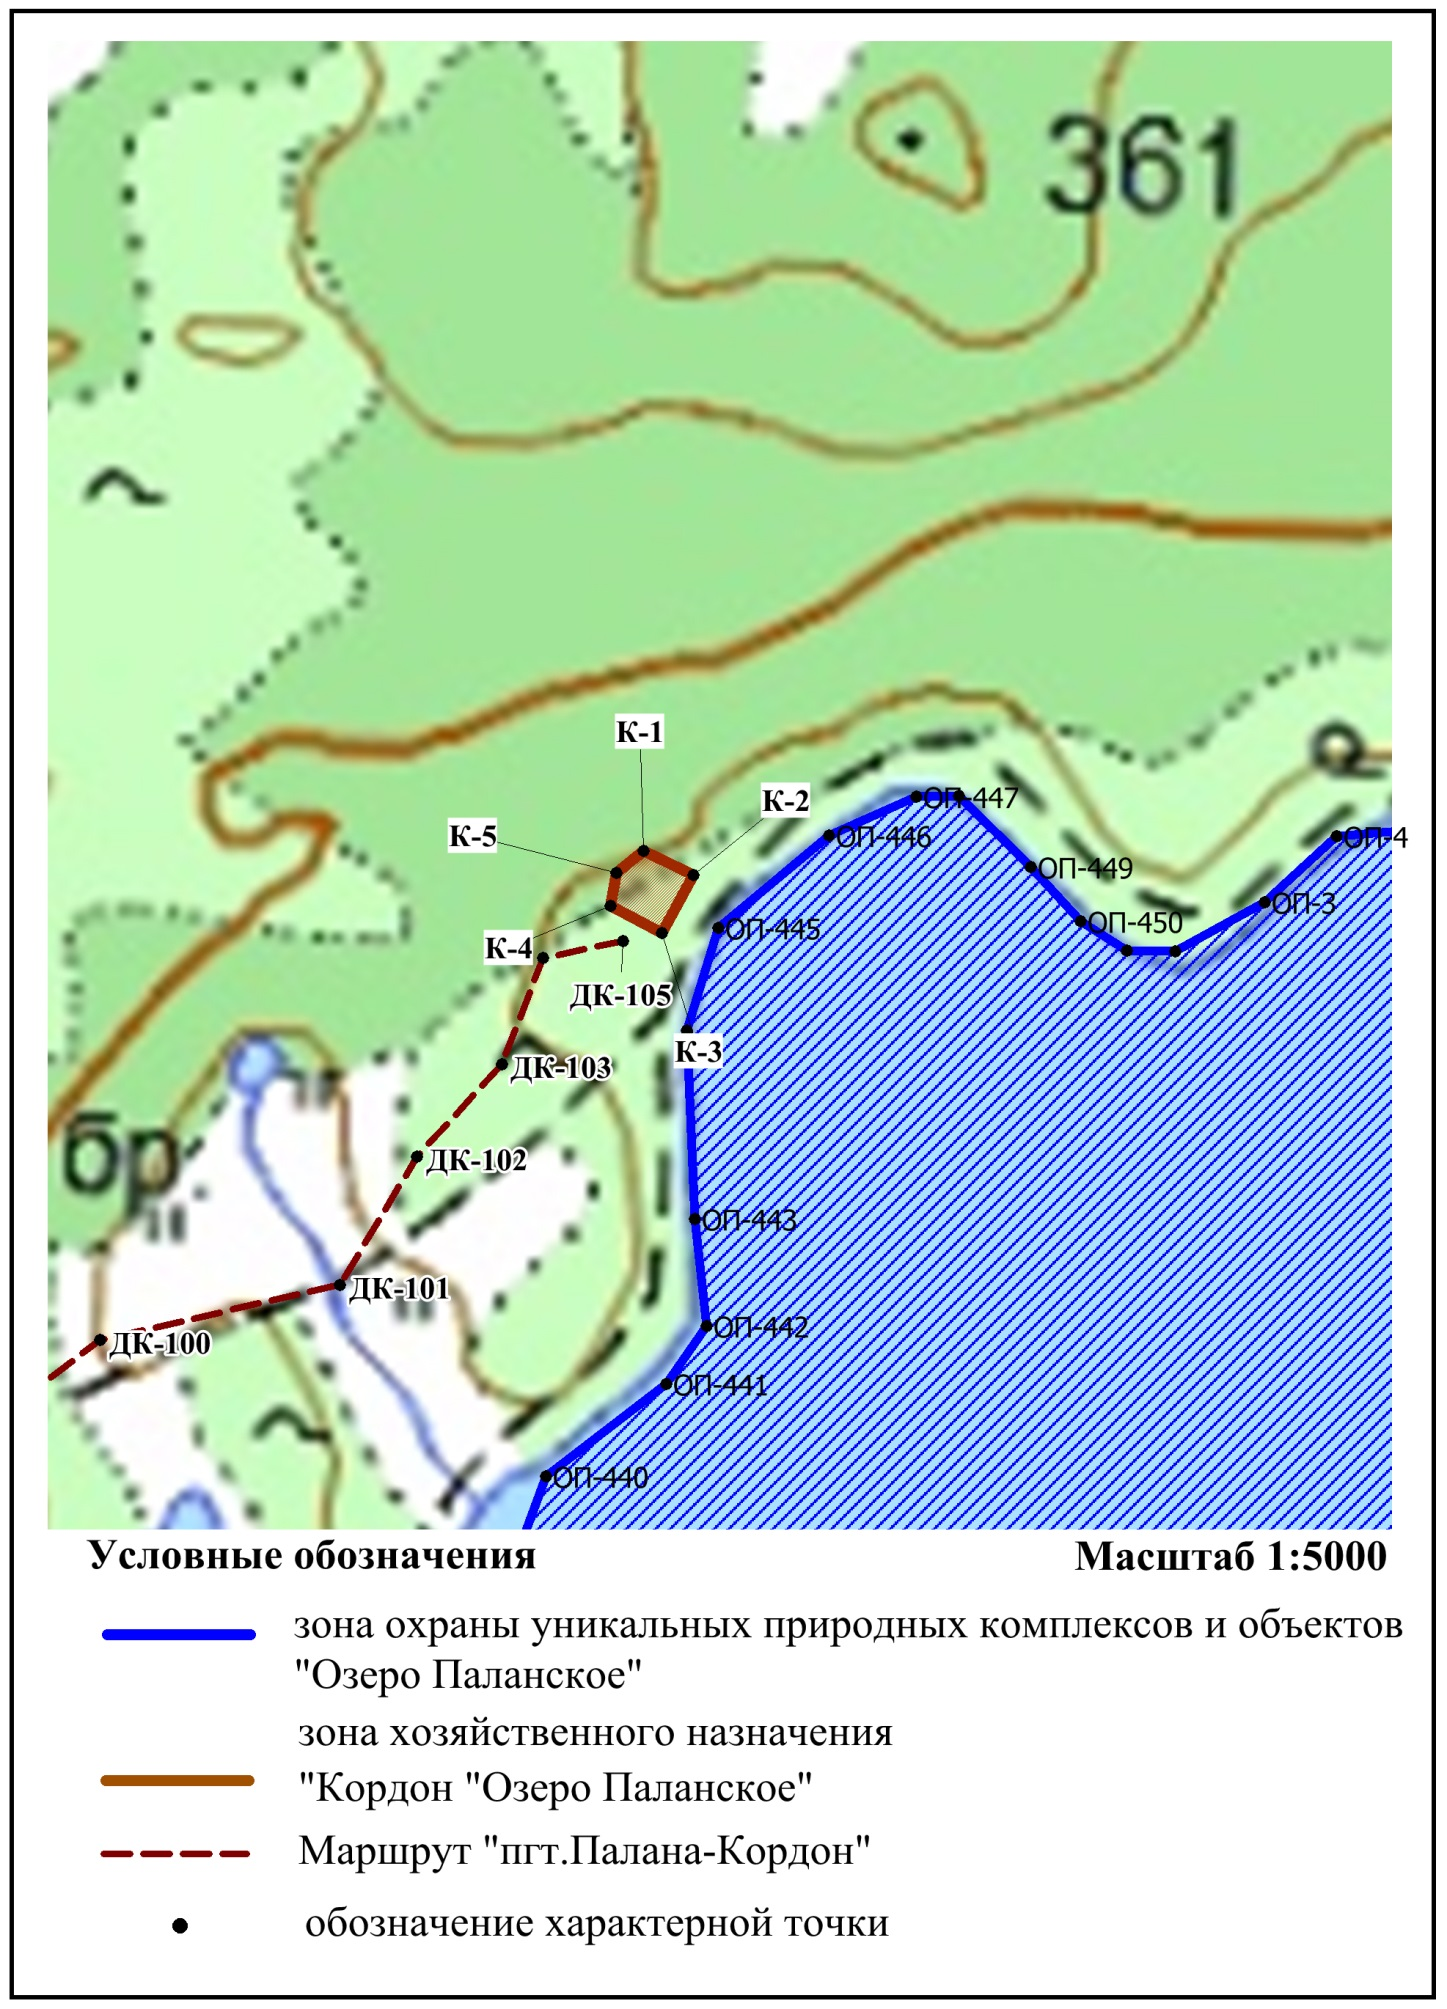 361
К-1
К-2
К-5
ОП-447
ОП-446
ОП-4
ОП-449
ОП-3
ОП-450
ОП-445
К-4
ДК-105
К-3
ДК-103
бр
ДК-102
ОП-443
ДК-101
ОП-442
ДК-100
ОП-441
ОП-440
Условные обозначения
Масштаб 1:5000
зона охраны уникальных природных комплексов и объектов
"Озеро Паланское"
зона хозяйственного назначения
"Кордон "Озеро Паланское"
Маршрут "пгт.Палана-Кордон"
обозначение характерной точки